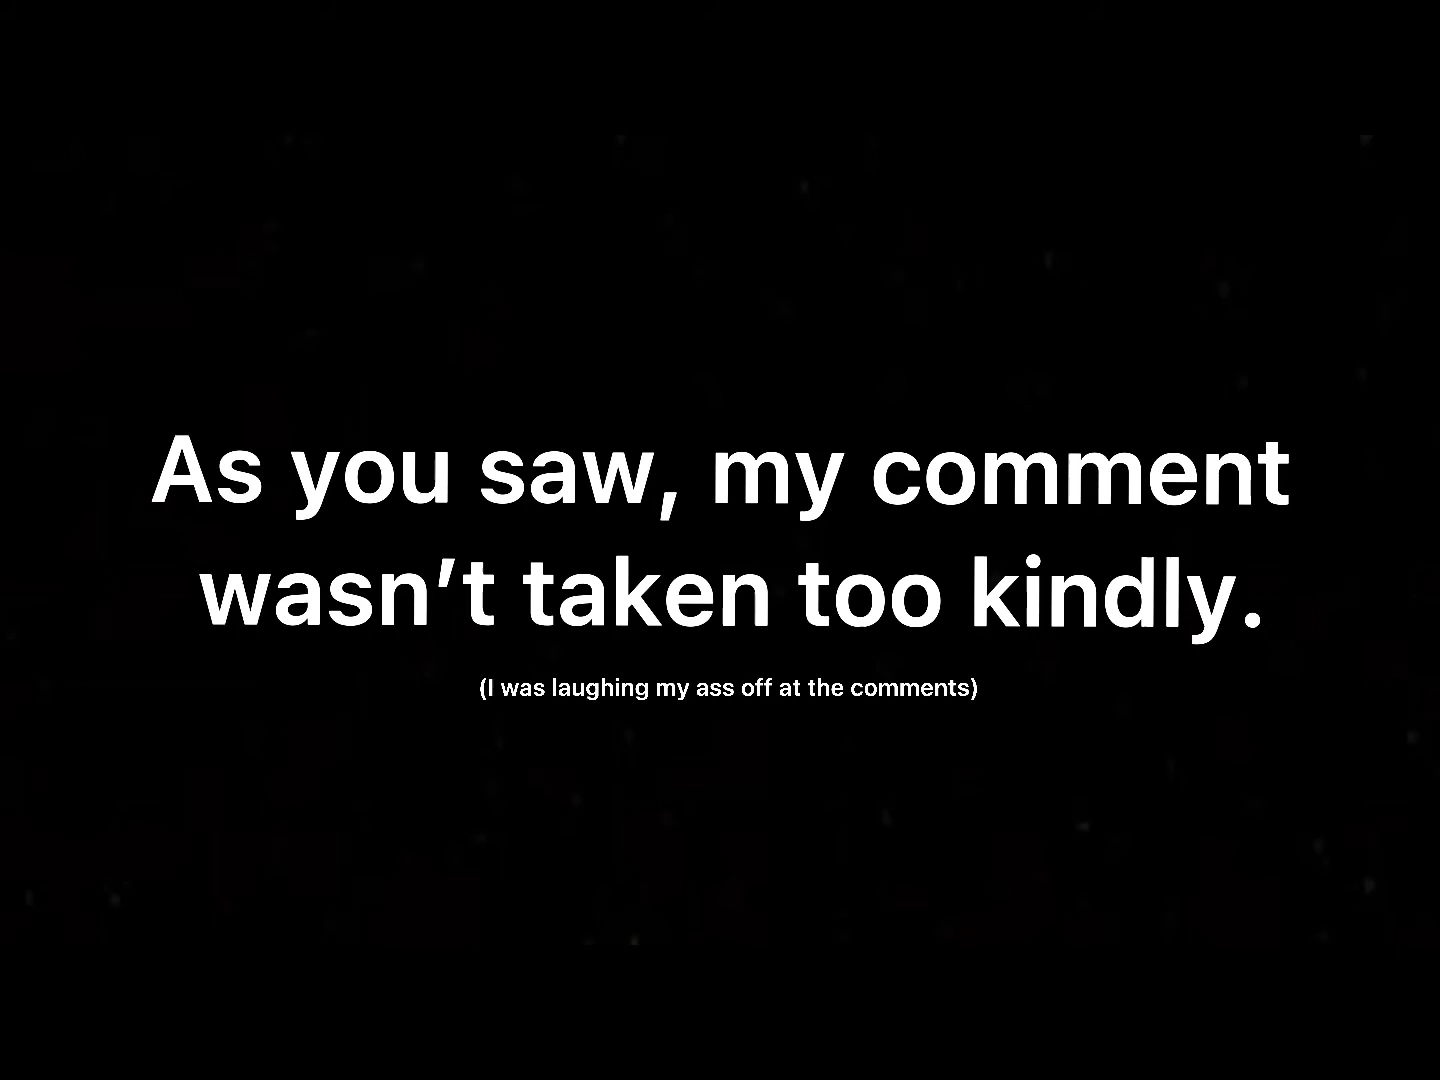 As you saw, my comment
wasn’t taken too kindly.
(I was laughing my ass off at the comments)